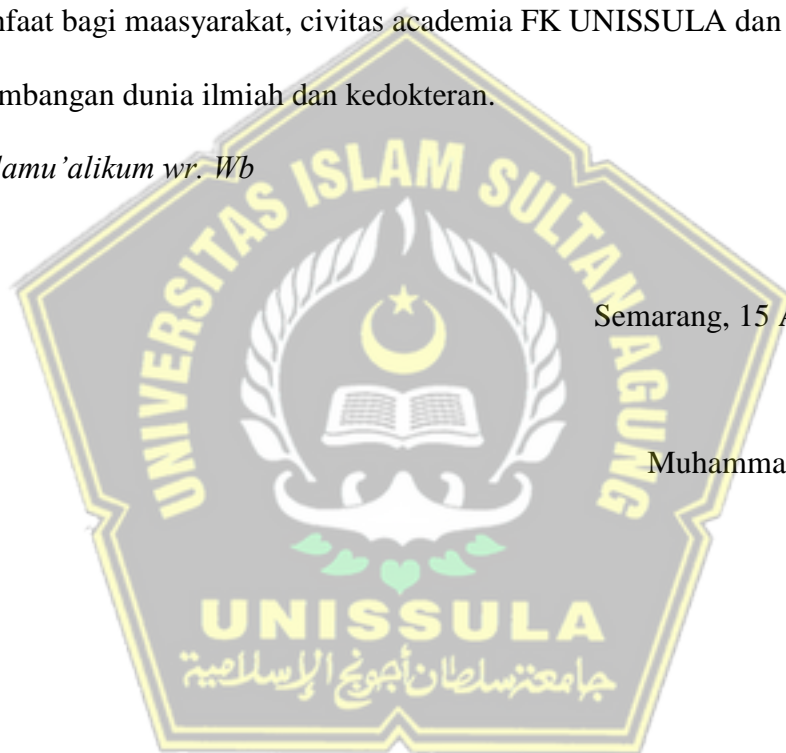 nfaat bagi maasyarakat, civitas academia FK UNISSULA dan
mbangan dunia ilmiah dan kedokteran.
lamu’alikum wr. Wb
UNIVERSITAS ISLAM SULTAN AGUNG
Semarang, 15 A
Muhamma
UNISSULA
جامعة سلطان أجونج الإسلامية